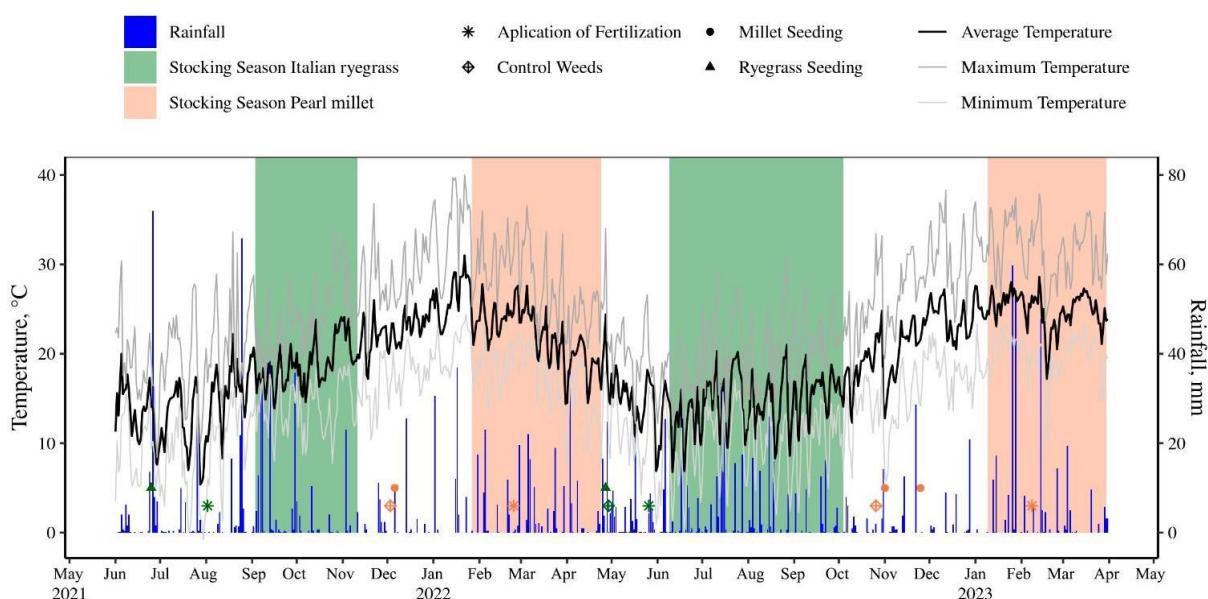 Rainfall
Stocking Season Italian ryegrass
Stocking Season Pearl millet
Aplication of Fertilization
Control Weeds
Millet Seeding
Ryegrass Seeding
Average Temperature
Maximum Temperature
Minimum Temperature
Temperature, °C
40
30
20
10
0
Rainfall, mm
80
60
40
20
0
May Jun Jul Aug Sep Oct Nov Dec Jan Feb Mar Apr May Jun Jul Aug Sep Oct Nov Dec Jan Feb Mar Apr May
2021 2022 2023